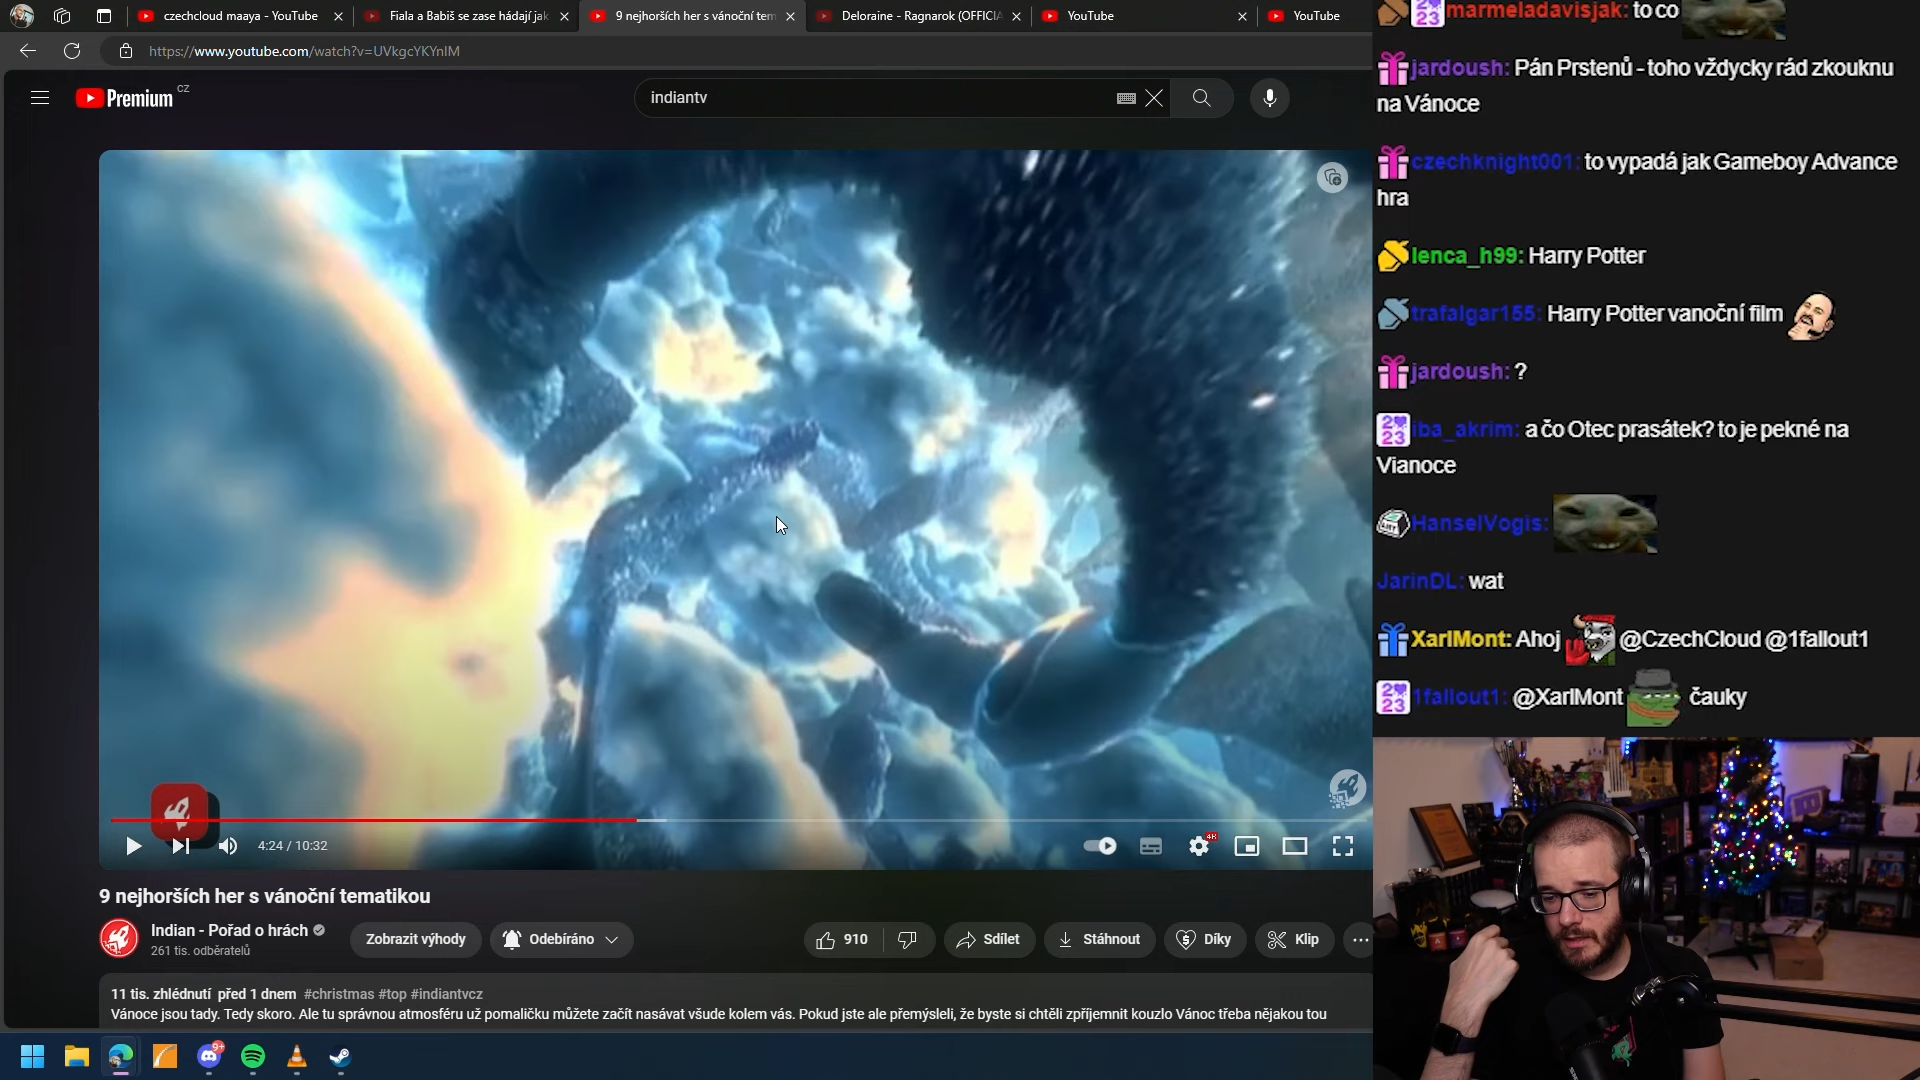 czechcloud maaya - YouTube
Fiala a Babiš se zase hádají jak
9 nejhorších her s vánoční tem
Deloraine - Ragnarok (OFFICIA
YouTube
YouTube
https://www.youtube.com/watch?v=UVkgcYKYnlM
Premium CZ
indiantv
4:24 / 10:32
9 nejhorších her s vánoční tematikou
Indian - Pořad o hrách
261 tis. odběratelů
Zobrazit výhody
Odebíráno
910
Sdílet
Stáhnout
Díky
Klip
11 tis. zhlédnutí před 1 dnem #christmas #top #indiantvcz
Vánoce jsou tady. Tedy skoro. Ale tu správnou atmosféru už pomaličku můžete začít nasávat všude kolem vás. Pokud jste ale přemýšleli, že byste si chtěli zpříjemnit kouzlo Vánoc třeba nějakou tou
9+
marmeladavisjak: to co
jardoush: Pán Prstenů - toho vždycky rád zkouknu
na Vánoce
czechknight001: to vypadá jak Gameboy Advance
hra
lenca_h99: Harry Potter
trafalgar155: Harry Potter vanoční film
jardoush: ?
iba_akrim: a čo Otec prasátek? to je pekné na
Vianoce
HanselVogis:
JarinDL: wat
XarlMont: Ahoj @CzechCloud @1fallout1
1fallout1: @XarlMont čauky